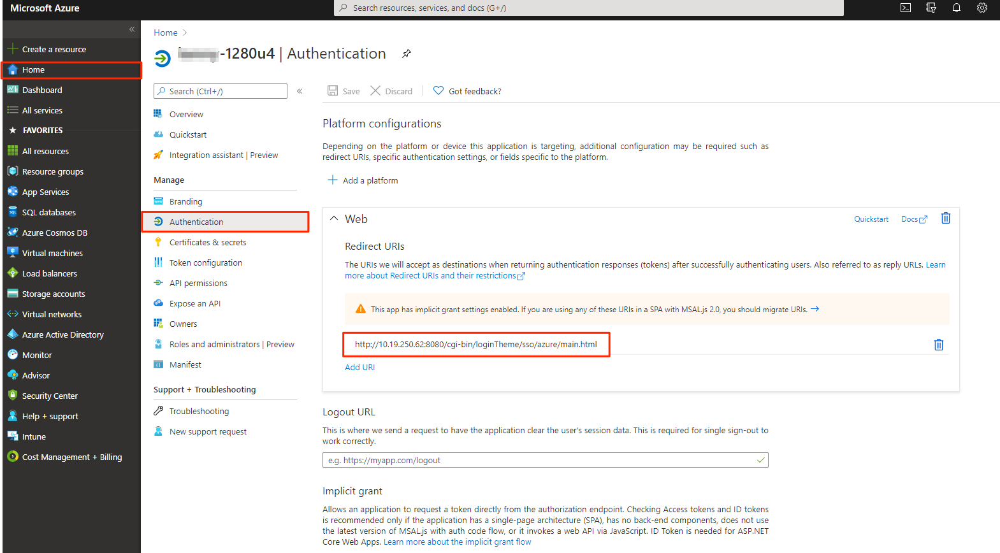 Microsoft Azure
Search resources, services, and docs (G+/)
«
Create a resource
Home
Dashboard
All services
FAVORITES
All resources
Resource groups
App Services
SQL databases
Azure Cosmos DB
Virtual machines
Load balancers
Storage accounts
Virtual networks
Azure Active Directory
Monitor
Advisor
Security Center
Help + support
Intune
Cost Management + Billing
Home >
-1280u4 | Authentication
Search (Ctrl+/)
«
Overview
Quickstart
Integration assistant | Preview
Manage
Branding
Authentication
Certificates & secrets
Token configuration
API permissions
Expose an API
Owners
Roles and administrators | Preview
Manifest
Support + Troubleshooting
Troubleshooting
New support request
Save
Discard
Got feedback?
Platform configurations
Depending on the platform or device this application is targeting, additional configuration may be required such as
redirect URIs, specific authentication settings, or fields specific to the platform.
Add a platform
Web
Quickstart
Docs
Redirect URIs
The URIs we will accept as destinations when returning authentication responses (tokens) after successfully authenticating users. Also referred to as reply URLs. Learn
more about Redirect URIs and their restrictions
This app has implicit grant settings enabled. If you are using any of these URIs in a SPA with MSAL.js 2.0, you should migrate URIs. →
http://10.19.250.62:8080/cgi-bin/loginTheme/sso/azure/main.html
Add URI
Logout URL
This is where we send a request to have the application clear the user's session data. This is required for single sign-out to
work correctly.
e.g. https://myapp.com/logout
Implicit grant
Allows an application to request a token directly from the authorization endpoint. Checking Access tokens and ID tokens
is recommended only if the application has a single-page architecture (SPA), has no back-end components, does not use
the latest version of MSAL.js with auth code flow, or it invokes a web API via JavaScript. ID Token is needed for ASP.NET
Core Web Apps. Learn more about the implicit grant flow